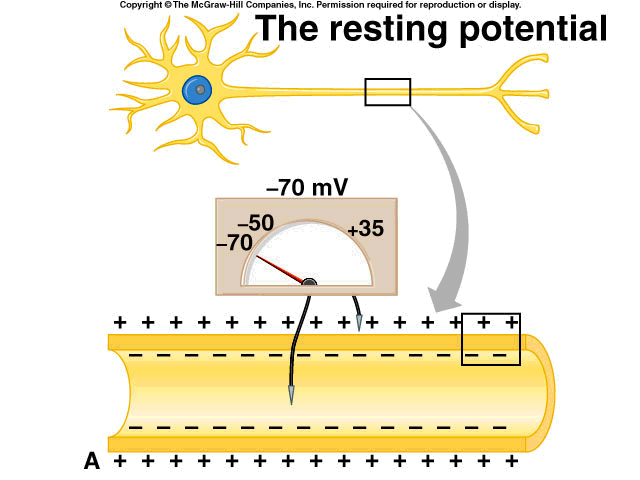 Copyright © The McGraw-Hill Companies, Inc. Permission required for reproduction or display.
The resting potential
–70 mV
–50
+35
–70
+ + + + + + + + + + + + + + +
– – – – – – – – – – – – – –
– – – – – – – – – – – – – –
A + + + + + + + + + + + + + + +